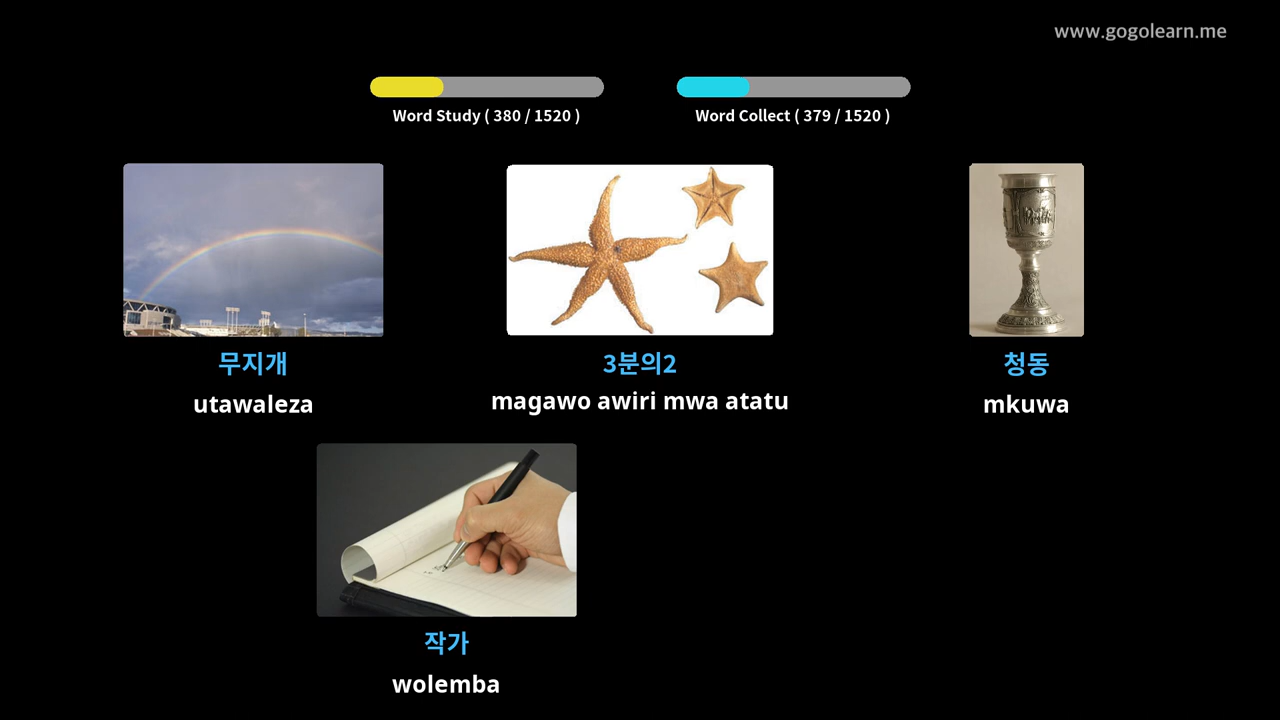 www.gogolearn.me
Word Study ( 380 / 1520 )
Word Collect ( 379 / 1520 )
무지개
utawaleza
3분의2
magawo awiri mwa atatu
청동
mkuwa
작가
wolemba